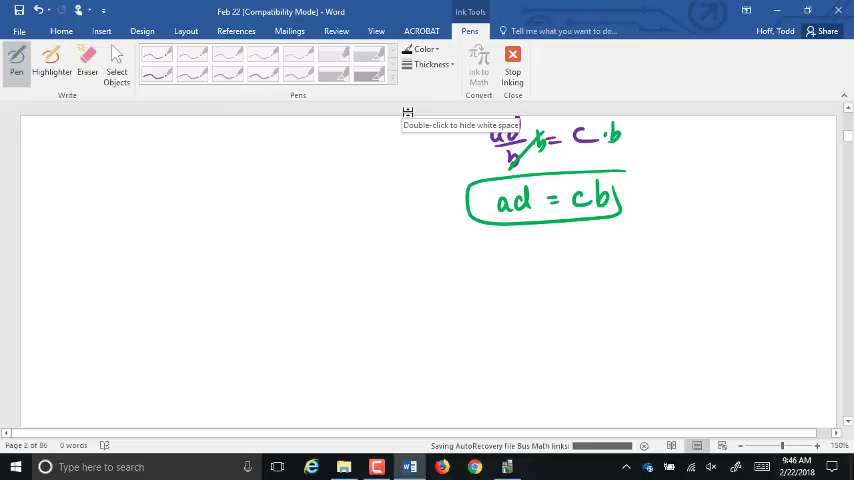 Feb 22 [Compatibility Mode] - Word
Ink Tools
Hoff, Todd
File Home Insert Design Layout References Mailings Review View ACROBAT Pens Tell me what you want to do... Share
Pen Highlighter Eraser Select Objects
Color
Thickness
Ink to Math
Stop Inking
Write Pens Convert Close
Double-click to hide white space
= c · b
ad = cb
Page 2 of 86 0 words Saving AutoRecovery file Bus Math links: 150%
Type here to search
9:46 AM
2/22/2018